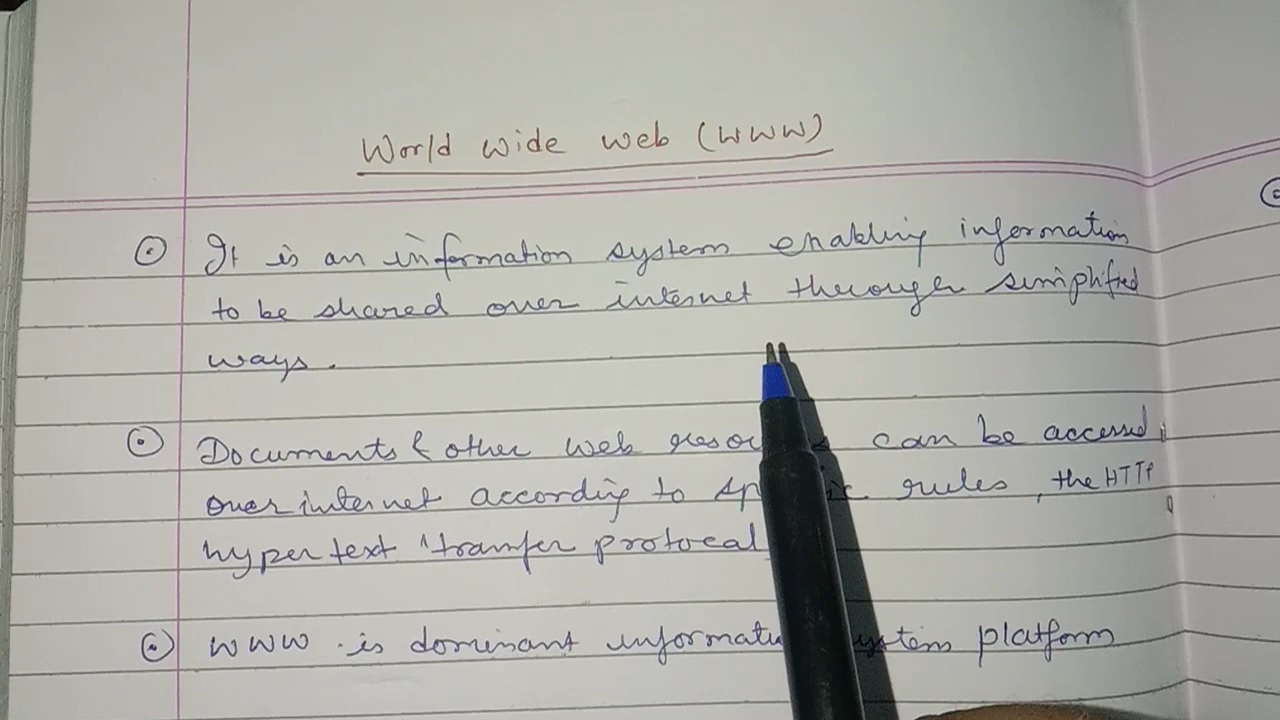 World wide web (WWW)
It is an information system enabling information
to be shared over internet through simplified
ways.
Documents & other web can be accessed
over internet according to rules, the HTTP
hypertext transfer protocal
WWW is dominant platform